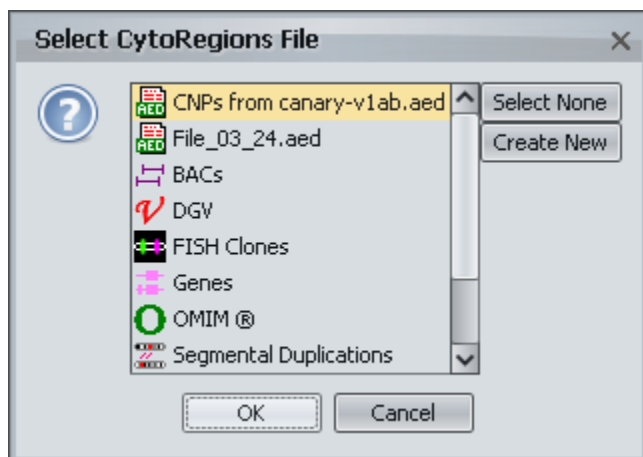 Select CytoRegions File
CNPs from canary-v1ab.aed
File_03_24.aed
BACs
DGV
FISH Clones
Genes
OMIM ®
Segmental Duplications
Select None
Create New
OK
Cancel